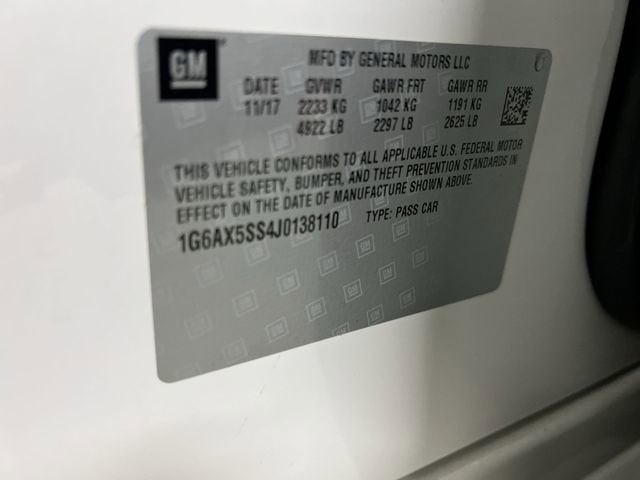 GM
MFD BY GENERAL MOTORS LLC
DATE GVWR GAWR FRT GAWR RR
11/17 2233 KG 1042 KG 1191 KG
4922 LB 2297 LB 2625 LB
THIS VEHICLE CONFORMS TO ALL APPLICABLE U.S. FEDERAL MOTOR
VEHICLE SAFETY, BUMPER, AND THEFT PREVENTION STANDARDS IN
EFFECT ON THE DATE OF MANUFACTURE SHOWN ABOVE.
1G6AX5SS4J0138110 TYPE: PASS CAR